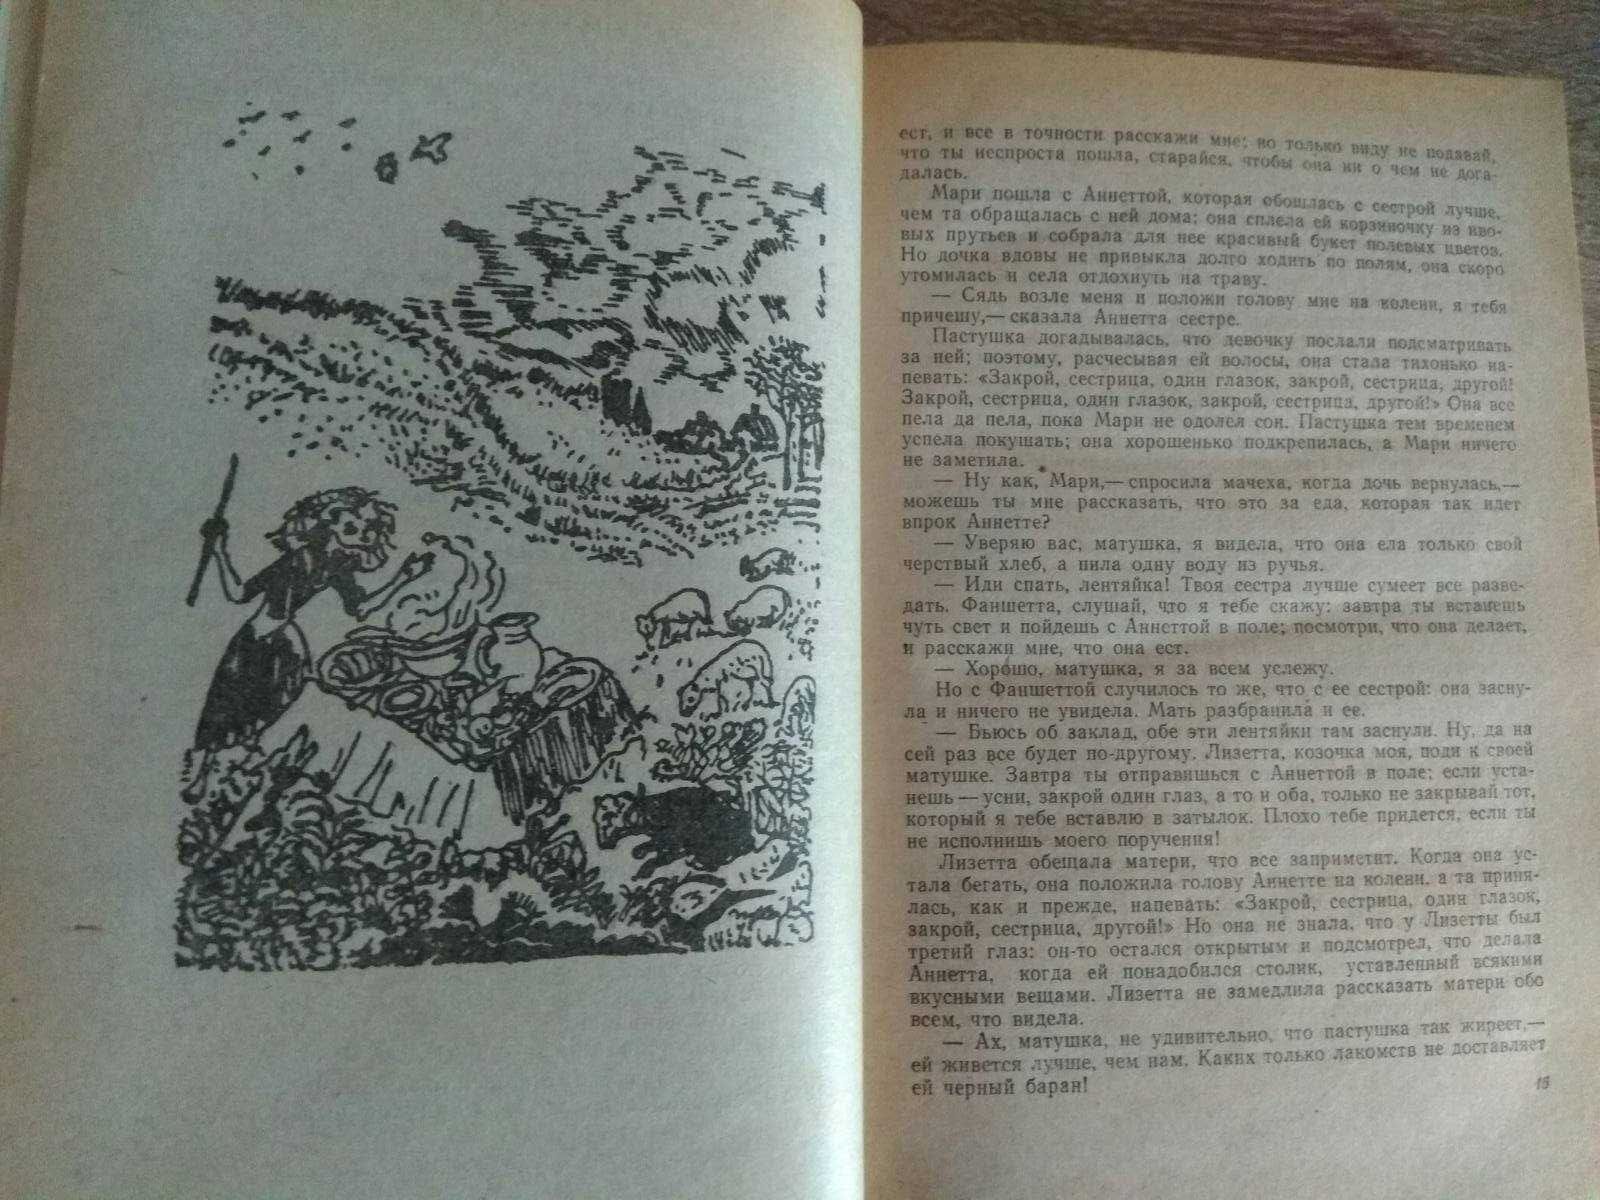 ест, и все в точности расскажи мне; но только виду не подавай,
что ты неспроста пошла, старайся, чтобы она ни о чем не дога-
далась.
Мари пошла с Аннеттой, которая обошлась с сестрой лучше,
чем та обращалась с ней дома; она сплела ей корзиночку из иво-
вых прутьев и собрала для нее красивый букет полевых цветов.
Но дочка вдовы не привыкла долго ходить по полям, она скоро
утомилась и села отдохнуть на траву.
— Сядь возле меня и положи голову мне на колени, я тебя
причешу,— сказала Аннетта сестре.
Пастушка догадывалась, что девочку послали подсматривать
за ней; поэтому, расчесывая ей волосы, она стала тихонько на-
певать: «Закрой, сестрица, один глазок, закрой, сестрица, другой!
Закрой, сестрица, один глазок, закрой, сестрица, другой!» Она все
пела да пела, пока Мари не одолел сон. Пастушка тем временем
успела покушать; она хорошенько подкрепилась, а Мари ничего
не заметила.
— Ну как, Мари,— спросила мачеха, когда дочь вернулась,—
можешь ты мне рассказать, что это за еда, которая так идет
впрок Аннетте?
— Уверяю вас, матушка, я видела, что она ела только свой
черствый хлеб, а пила одну воду из ручья.
— Иди спать, лентяйка! Твоя сестра лучше сумеет все разве-
дать. Фаншетта, слушай, что я тебе скажу: завтра ты встанешь
чуть свет и пойдешь с Аннеттой в поле; посмотри, что она делает,
и расскажи мне, что она ест.
— Хорошо, матушка, я за всем услежу.
Но с Фаншеттой случилось то же, что с ее сестрой: она засну-
ла и ничего не увидела. Мать разбранила и ее.
— Бьюсь об заклад, обе эти лентяйки там заснули. Ну, да на
сей раз все будет по-другому. Лизетта, козочка моя, поди к своей
матушке. Завтра ты отправишься с Аннеттой в поле; если уста-
нешь — усни, закрой один глаз, а то и оба, только не закрывай тот,
который я тебе вставлю в затылок. Плохо тебе придется, если ты
не исполнишь моего поручения!
Лизетта обещала матери, что все заприметит. Когда она ус-
тала бегать, она положила голову Аннетте на колени, а та приня-
лась, как и прежде, напевать: «Закрой, сестрица, один глазок,
закрой, сестрица, другой!» Но она не знала, что у Лизетты был
третий глаз: он-то остался открытым и подсмотрел, что делала
Аннетта, когда ей понадобился столик, уставленный всякими
вкусными вещами. Лизетта не замедлила рассказать матери обо
всем, что видела.
— Ах, матушка, не удивительно, что пастушка так жиреет,—
ей живется лучше, чем нам. Каких только лакомств не доставляет
ей черный баран!
15